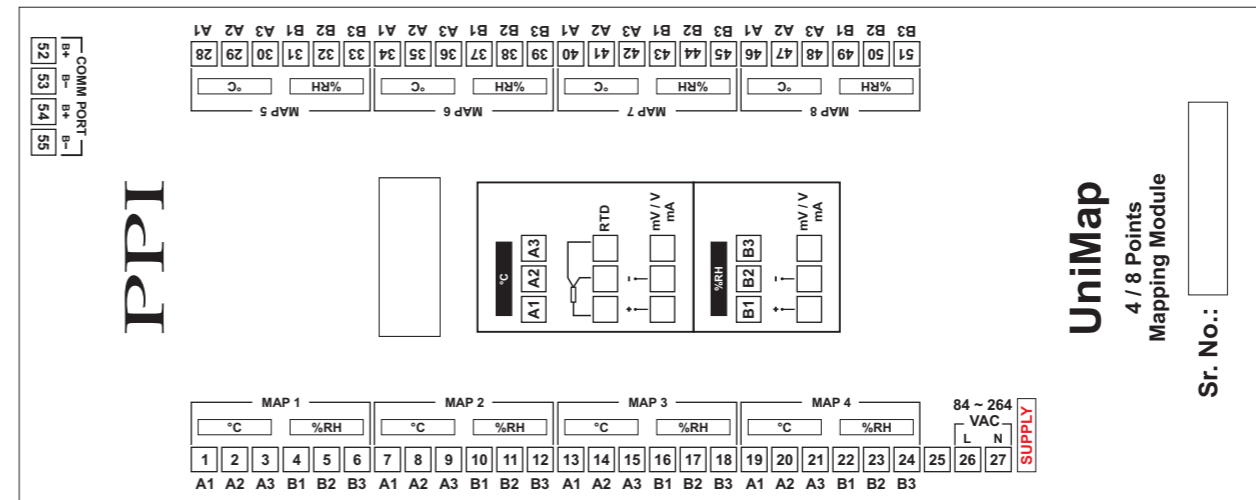 A1 A2 A3 B1 B2 B3 A1 A2 A3 B1 B2 B3 A1 A2 A3 B1 B2 B3 A1 A2 A3 B1 B2 B3
28 29 30 31 32 33 34 35 36 37 38 39 40 41 42 43 44 45 46 47 48 49 50 51
°C %RH °C %RH °C %RH °C %RH
MAP 5 MAP 6 MAP 7 MAP 8
52 53 54 55
B+ B- B+ B-
COMM PORT
PPI
°C
A1 A2 A3
RTD
+ -
mV / V
mA
%RH
B1 B2 B3
+ -
mV / V
mA
UniMap
4 / 8 Points
Mapping Module
Sr. No.:
MAP 1 MAP 2 MAP 3 MAP 4
°C %RH °C %RH °C %RH °C %RH
84 ~ 264
VAC
L N
1 2 3 4 5 6 7 8 9 10 11 12 13 14 15 16 17 18 19 20 21 22 23 24 25 26 27
SUPPLY
A1 A2 A3 B1 B2 B3 A1 A2 A3 B1 B2 B3 A1 A2 A3 B1 B2 B3 A1 A2 A3 B1 B2 B3